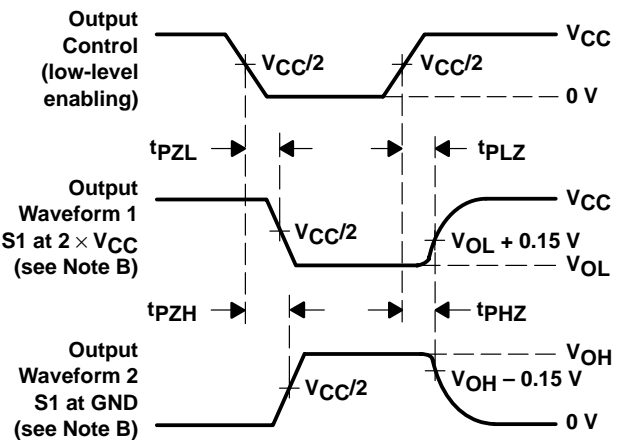 Output
Control
(low-level
enabling)
VCC/2
VCC/2
VCC
0 V
tPZL
tPLZ
Output
Waveform 1
S1 at 2 × VCC
(see Note B)
VCC/2
VCC
VOL + 0.15 V
VOL
tPZH
tPHZ
Output
Waveform 2
S1 at GND
(see Note B)
VCC/2
VOH
VOH – 0.15 V
0 V